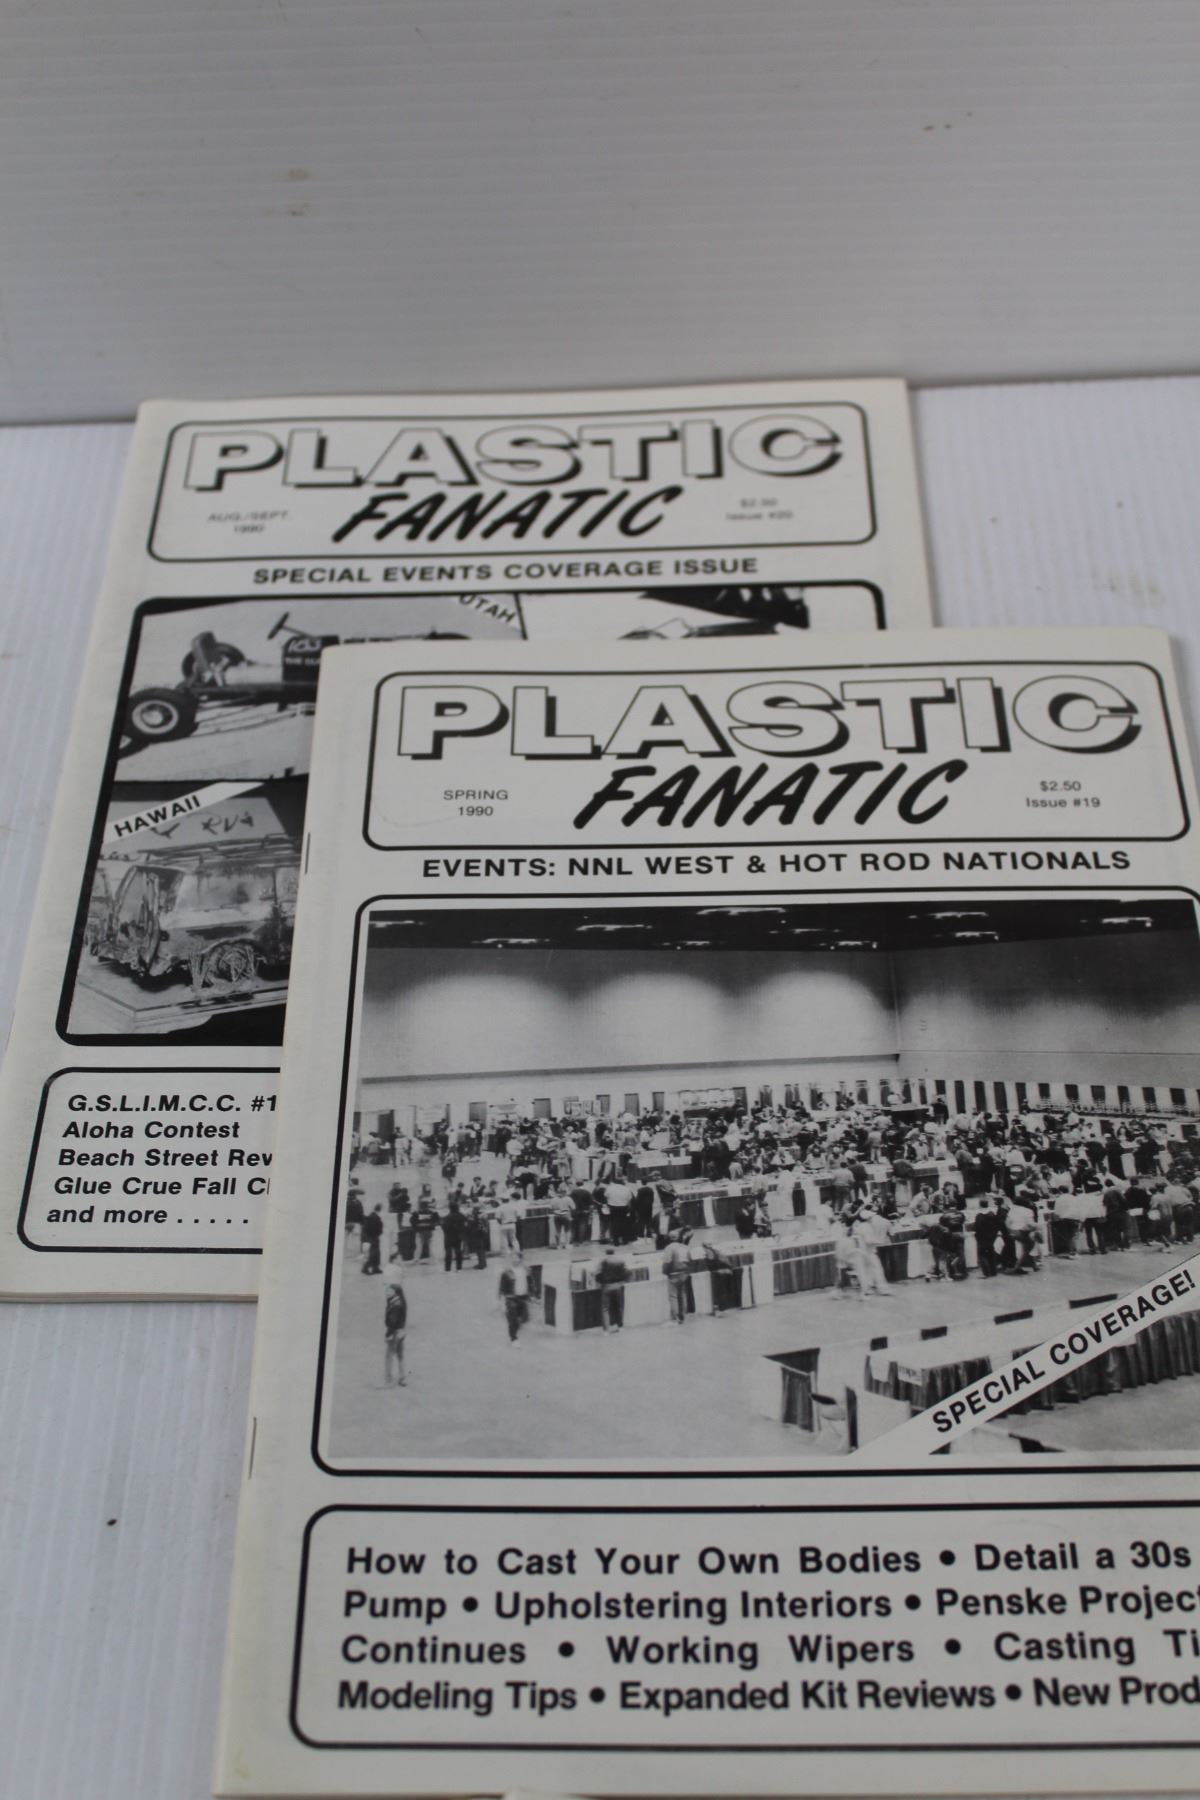 PLASTIC
FANATIC
AUG./SEPT.
1990
$2.50
Issue #20
SPECIAL EVENTS COVERAGE ISSUE
UTAH
HAWAII
G.S.L.I.M.C.C. #1
Aloha Contest
Beach Street Rev
Glue Crue Fall Cl
and more . . . . .
PLASTIC
FANATIC
SPRING
1990
$2.50
Issue #19
EVENTS: NNL WEST & HOT ROD NATIONALS
SPECIAL COVERAGE!
How to Cast Your Own Bodies • Detail a 30s
Pump • Upholstering Interiors • Penske Project
Continues • Working Wipers • Casting Ti
Modeling Tips • Expanded Kit Reviews • New Prod